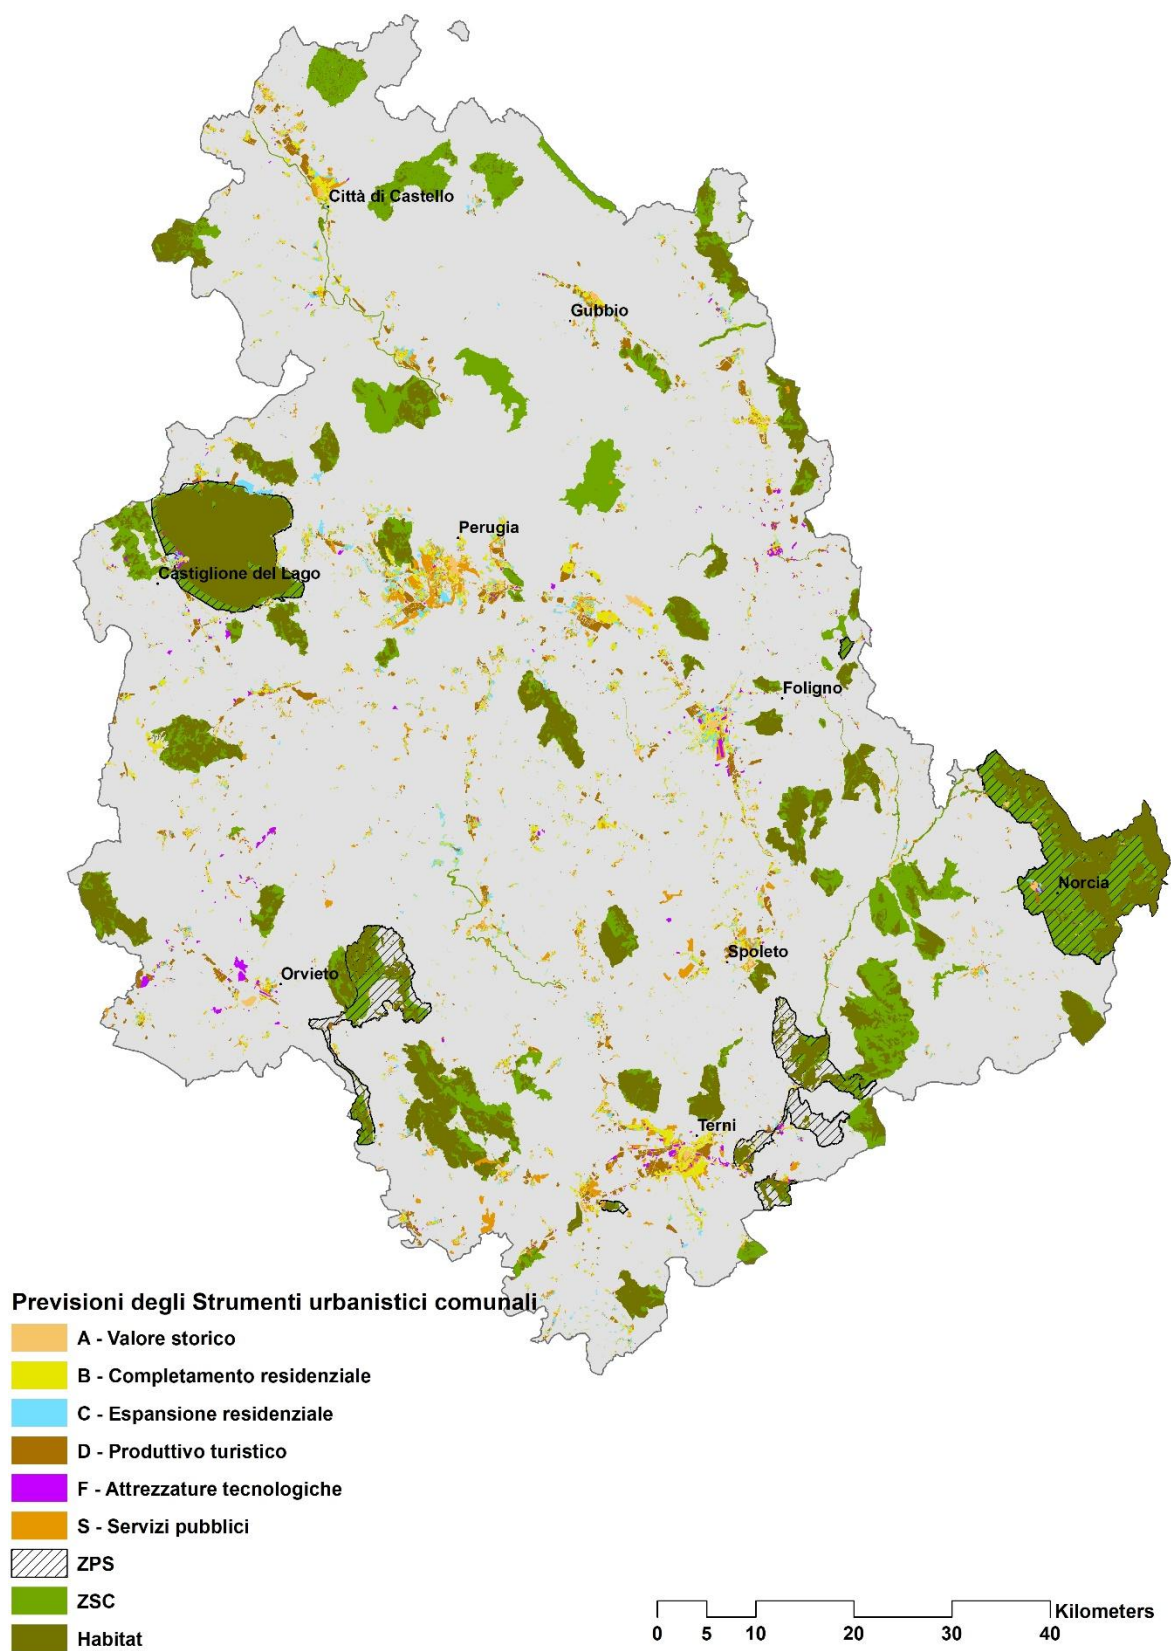 Città di Castello
Gubbio
Perugia
Castiglione del Lago
Foligno
Norcia
Spoleto
Orvieto
Terni
Previsioni degli Strumenti urbanistici comunali
A - Valore storico
B - Completamento residenziale
C - Espansione residenziale
D - Produttivo turistico
F - Attrezzature tecnologiche
S - Servizi pubblici
ZPS
ZSC
Habitat
Kilometers
0 5 10 20 30 40